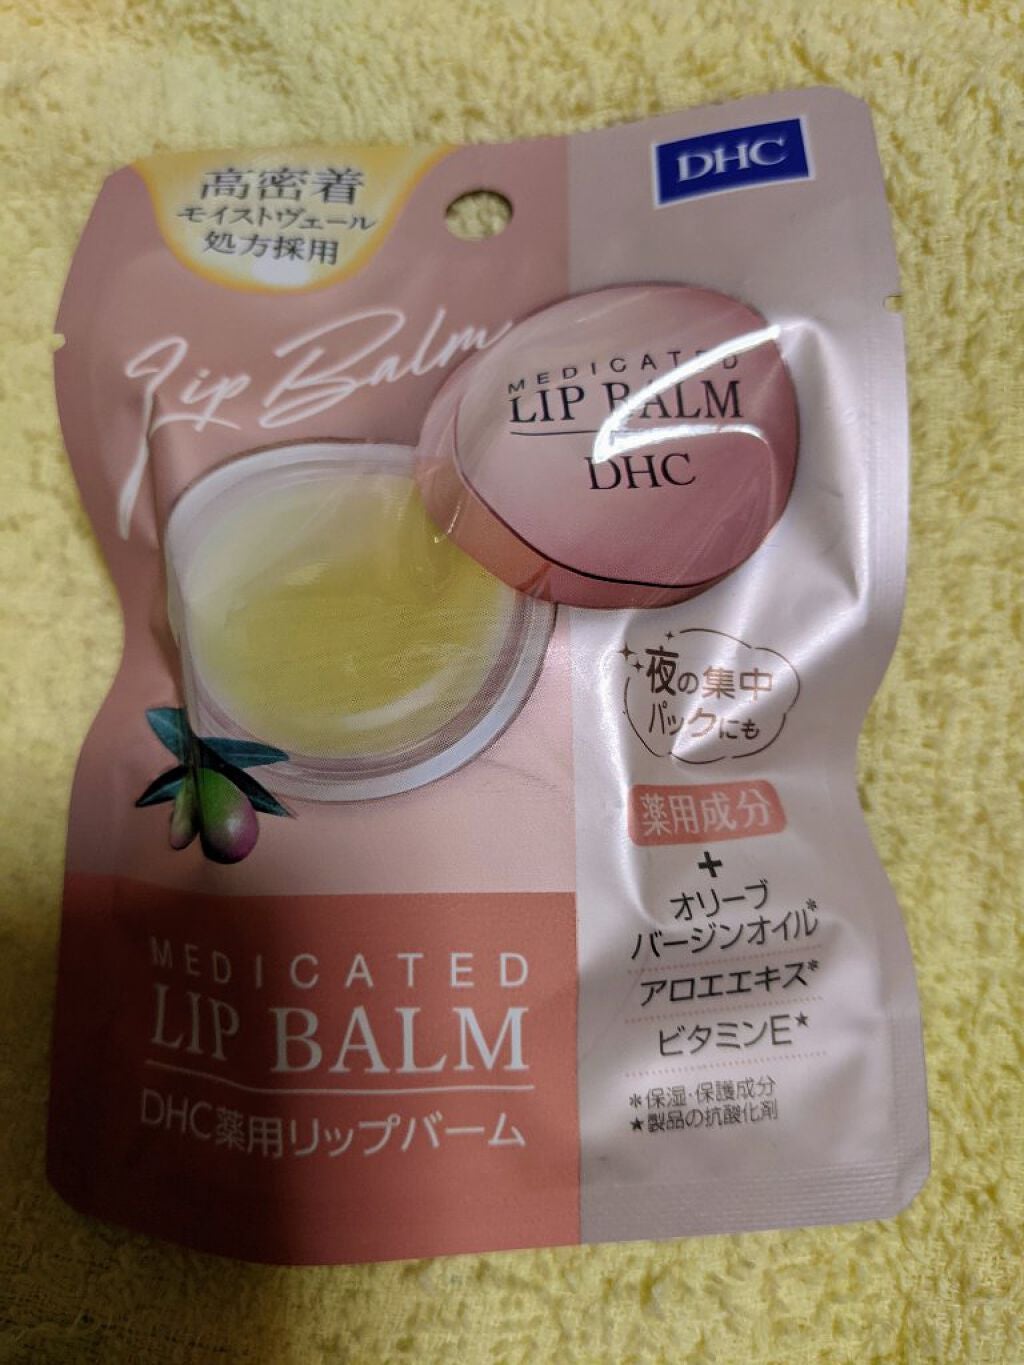 DHC
高密着
モイストヴェール
処方採用
Lip Balm
MEDICATED
LIP BALM
DHC
夜の集中
パックにも
薬用成分
+
オリーブ
バージンオイル*
アロエエキス*
ビタミンE★
*保湿・保護成分
★製品の抗酸化剤
MEDICATED
LIP BALM
DHC薬用リップバーム